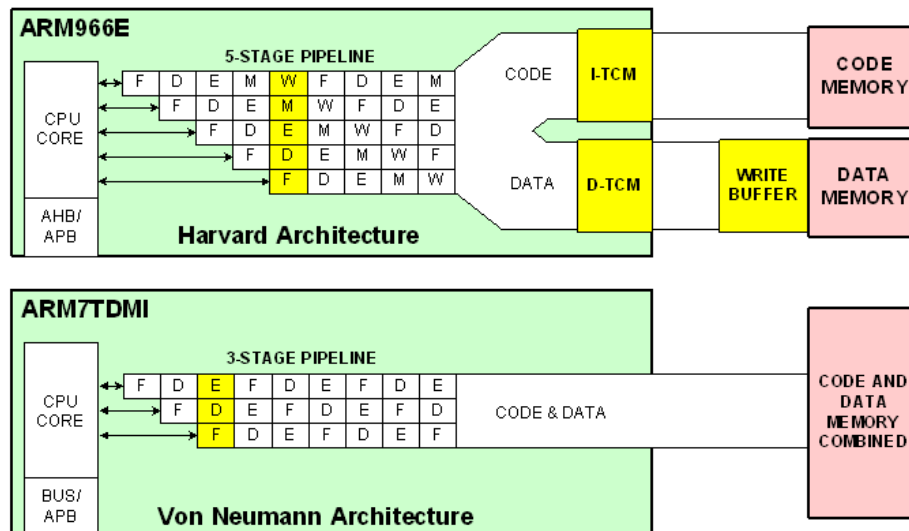 ARM966E
5-STAGE PIPELINE
F D E M W F D E M
F D E M W F D E
F D E M W F D
F D E M W F
F D E M W
CPU
CORE
AHB/
APB
CODE
DATA
I-TCM
D-TCM
WRITE
BUFFER
CODE
MEMORY
DATA
MEMORY
Harvard Architecture
ARM7TDMI
3-STAGE PIPELINE
F D E F D E F D E
F D E F D E F D
F D E F D E F
CPU
CORE
BUS/
APB
CODE & DATA
CODE AND
DATA
MEMORY
COMBINED
Von Neumann Architecture